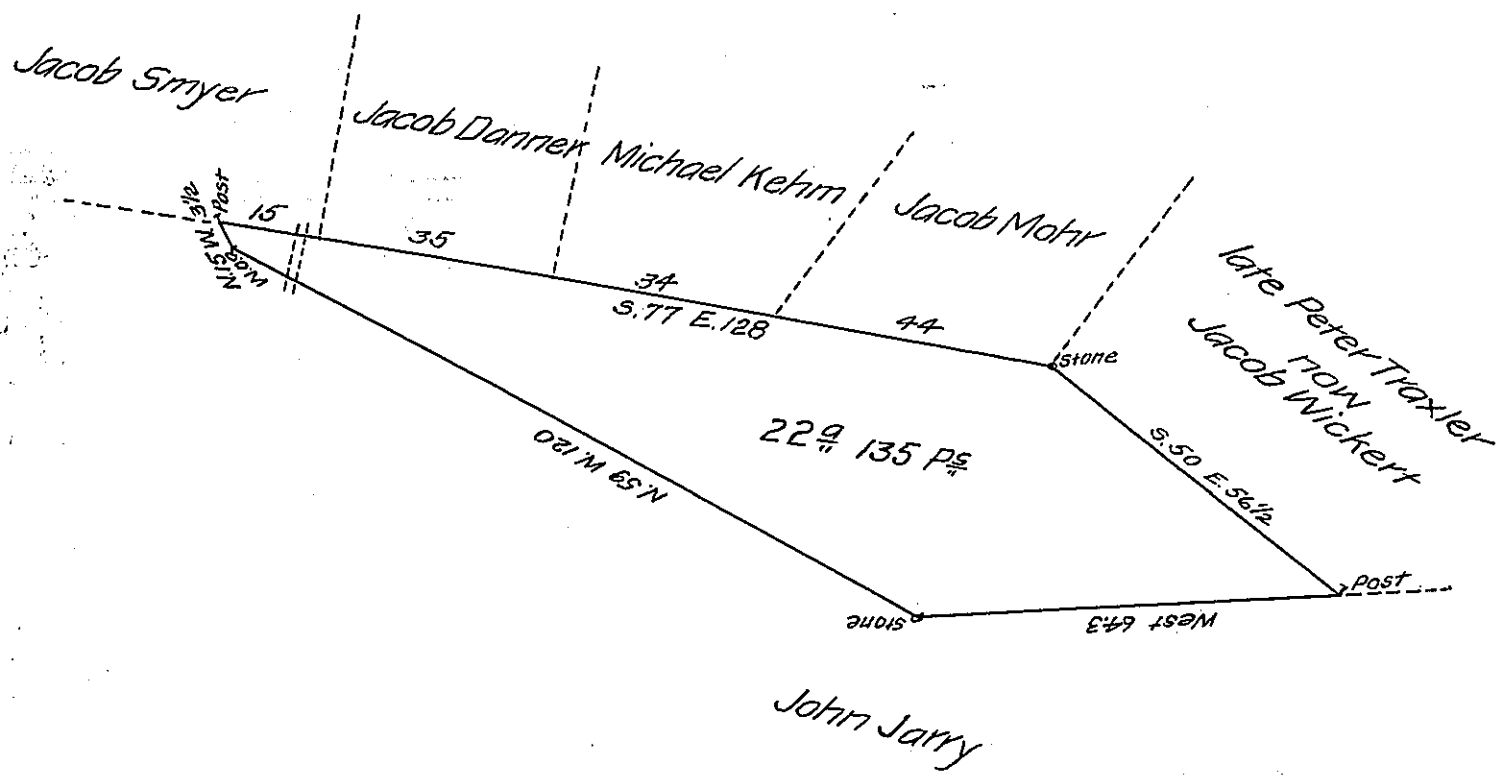 Jacob Smyer
Jacob Danner
Michael Kehm
Jacob Mohr
late Peter Traxler
now
Jacob Wickert
Post
N.15 W. 3½
W.Oa
15
35
34
S.77 E.128
44
stone
S.50 E.56½
22 a 135 Ps
N.59 W.120
Post
stone
West 64.3
John Jarry